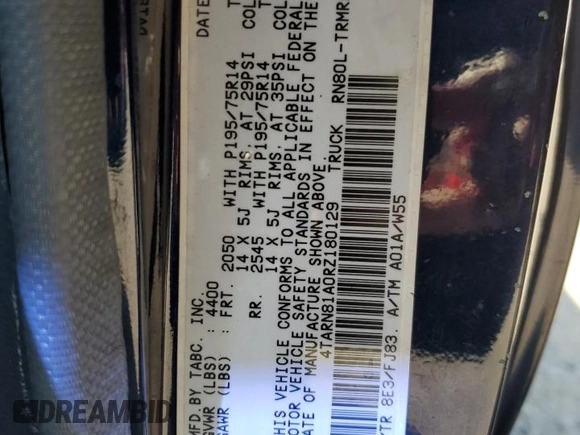 MFD.BY TABC. INC. DATE
GVWR (LBS) : 4400
GAWR (LBS) : FRT. 2050 WITH P195/75R14
14 X 5J RIMS, AT 29PSI COL
RR. 2545 WITH P195/75R14
14 X 5J RIMS, AT 35PSI COL
THIS VEHICLE CONFORMS TO ALL APPLICABLE FEDERAL
MOTOR VEHICLE SAFETY STANDARDS IN EFFECT ON THE
DATE OF MANUFACTURE SHOWN ABOVE.
4TARN81A0RZ180129 TRUCK RN80L-TRMR
/TR 8E3/FJ83. A/TM A01A/W55
DREAMBID